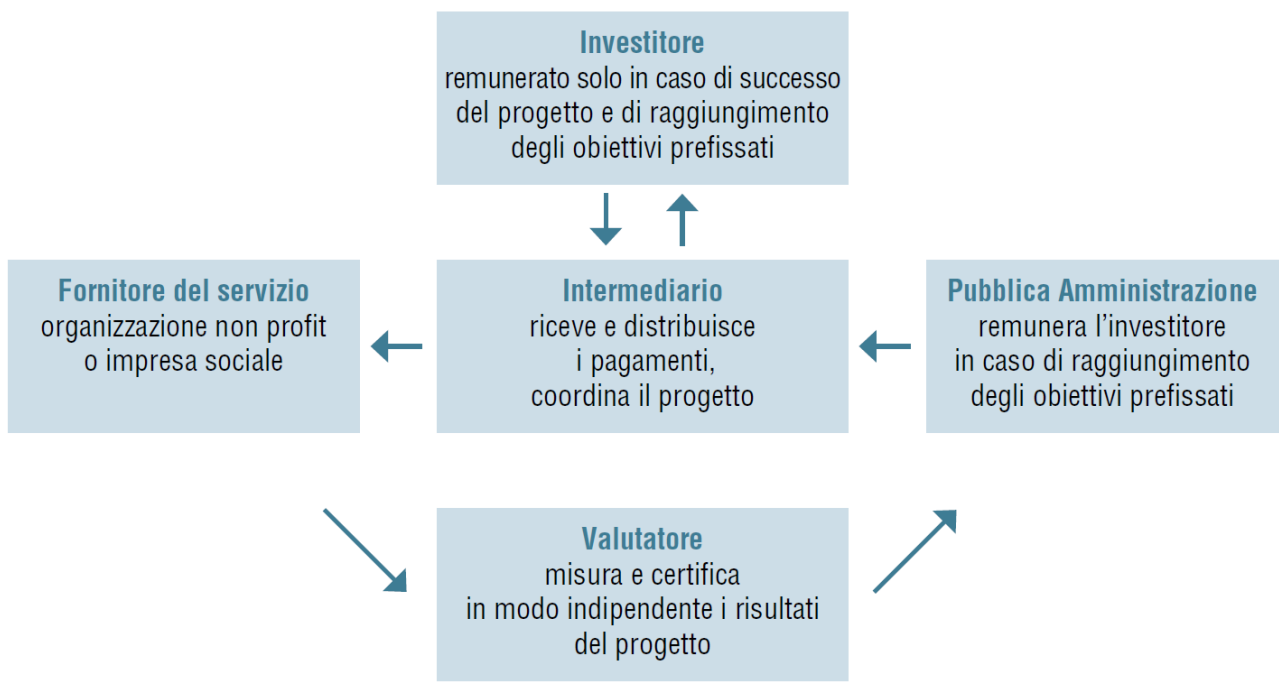 Investitore
remunerato solo in caso di successo
del progetto e di raggiungimento
degli obiettivi prefissati
Fornitore del servizio
organizzazione non profit
o impresa sociale
Intermediario
riceve e distribuisce
i pagamenti,
coordina il progetto
Pubblica Amministrazione
remunera l’investitore
in caso di raggiungimento
degli obiettivi prefissati
Valutatore
misura e certifica
in modo indipendente i risultati
del progetto